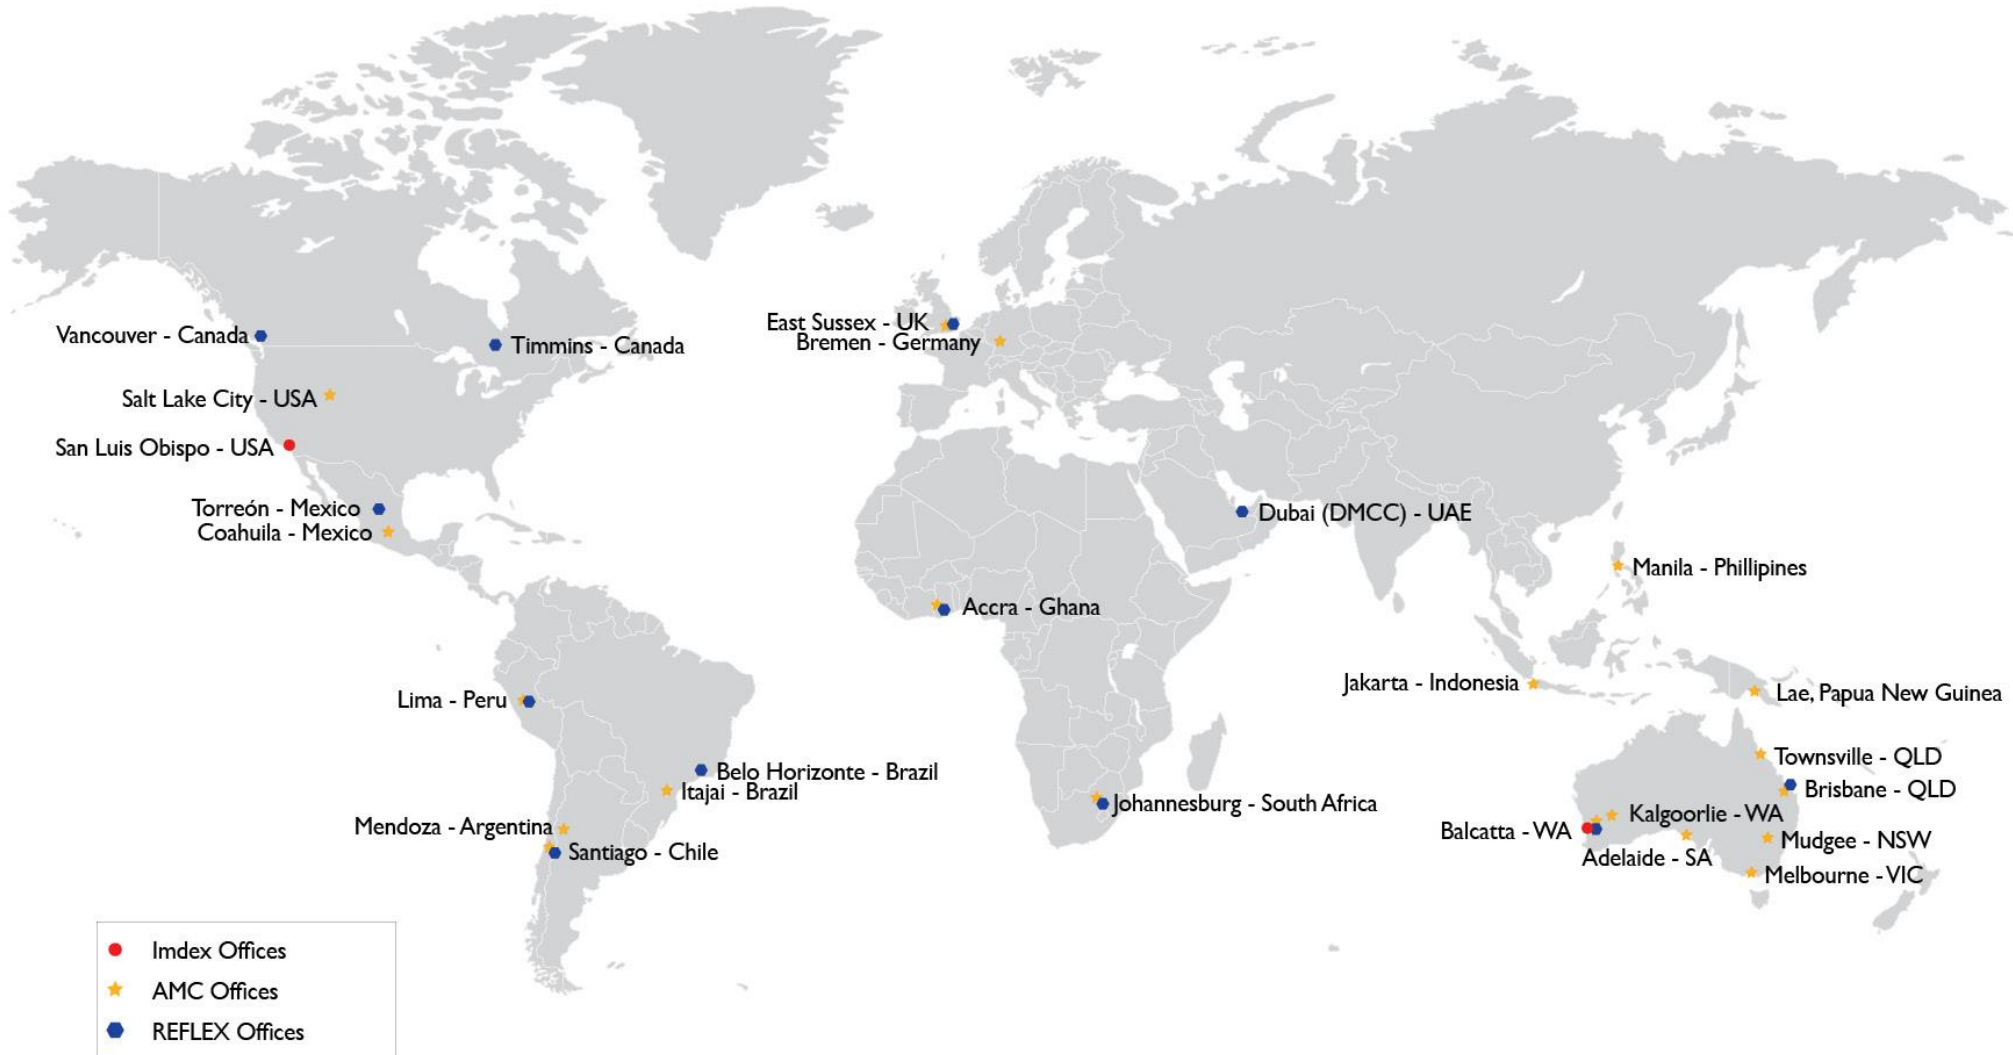 Vancouver - Canada
Timmins - Canada
Salt Lake City - USA
San Luis Obispo - USA
Torreón - Mexico
Coahuila - Mexico
Lima - Peru
Belo Horizonte - Brazil
Itajai - Brazil
Mendoza - Argentina
Santiago - Chile
East Sussex - UK
Bremen - Germany
Dubai (DMCC) - UAE
Accra - Ghana
Johannesburg - South Africa
Manila - Phillipines
Jakarta - Indonesia
Lae, Papua New Guinea
Townsville - QLD
Brisbane - QLD
Kalgoorlie - WA
Balcatta - WA
Mudgee - NSW
Adelaide - SA
Melbourne - VIC
Imdex Offices
AMC Offices
REFLEX Offices